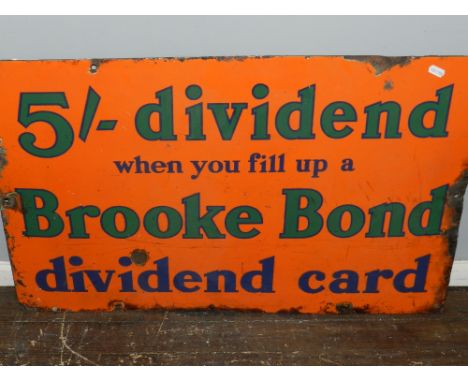 5/- dividend
when you fill up a
Brooke Bond
dividend card